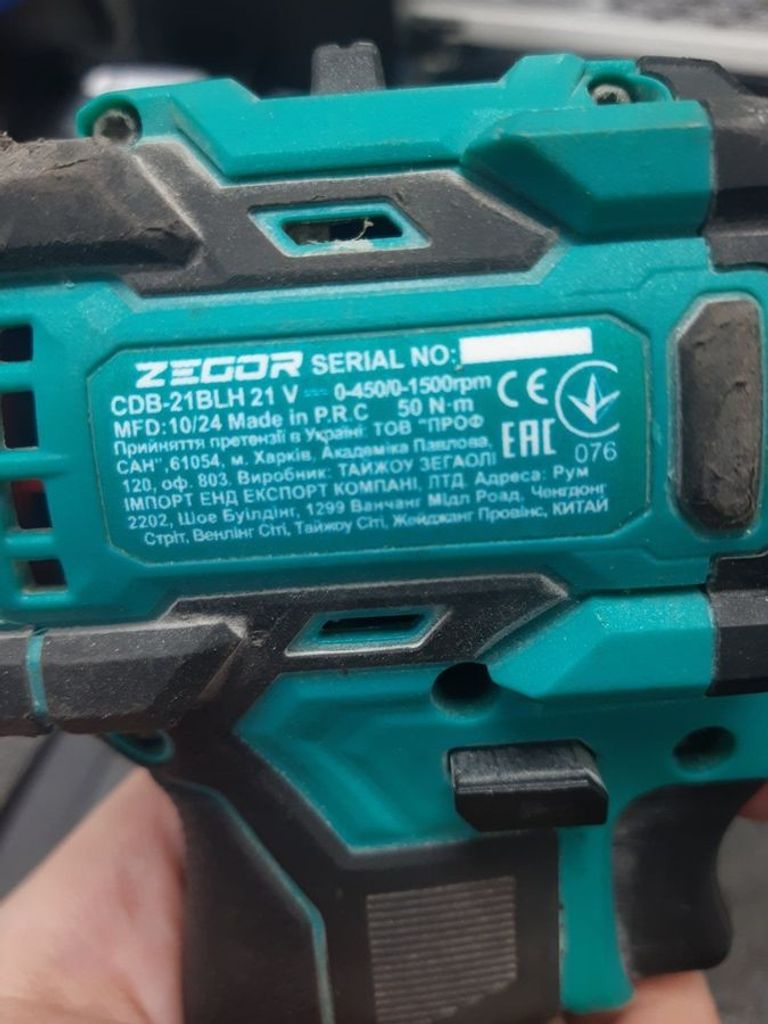 ZEGOR SERIAL NO:
CDB-21BLH 21 V ⎓ 0-450/0-1500rpm CE
MFD:10/24 Made in P.R.C 50 N·m
Прийняття претензії в Україні: ТОВ "ПРОФ EAC 076
САН",61054, м. Харків, Академіка Павлова,
120, оф. 803. Виробник: ТАЙЖОУ ЗЕГАОЛІ
ІМПОРТ ЕНД ЕКСПОРТ КОМПАНІ, ЛТД. Адреса: Рум
2202, Шое Буілдінг, 1299 Ванчанг Мідл Роад, Ченгдонг
Стріт, Венлінг Сіті, Тайжоу Сіті, Жейджанг Провінс, КИТАЙ